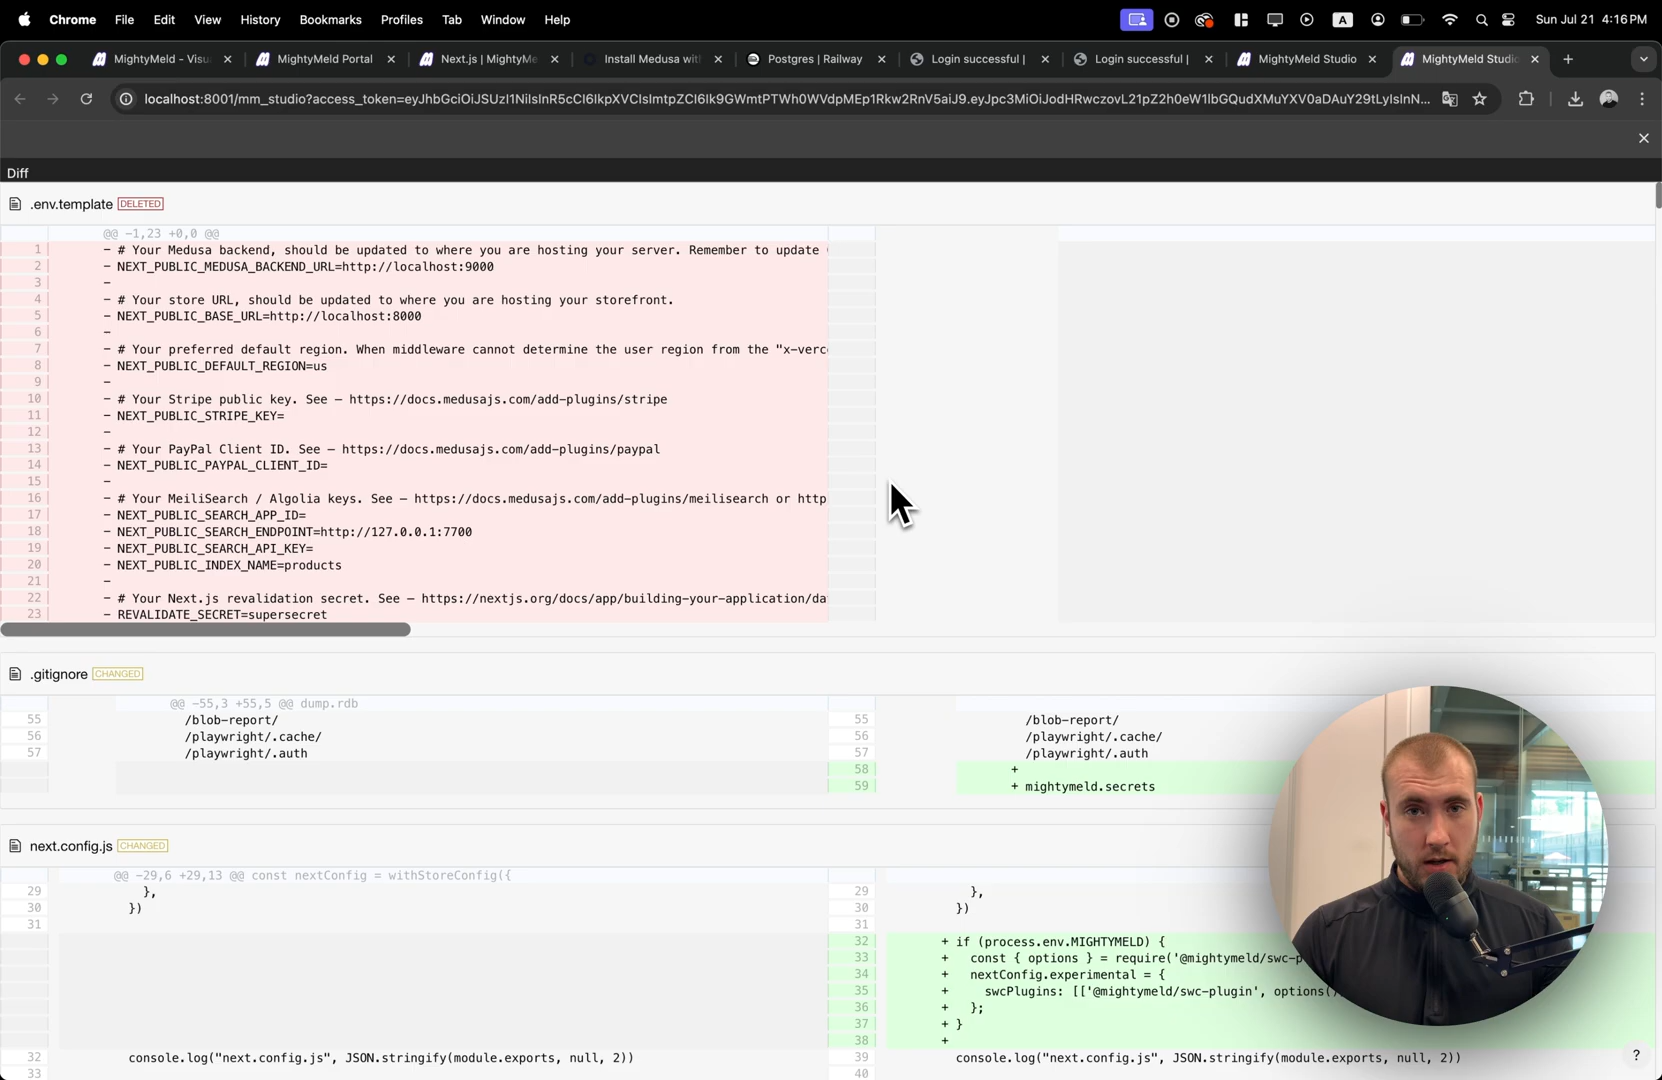 Chrome File Edit View History Bookmarks Profiles Tab Window Help
A
Sun Jul 21 4:16 PM
MightyMeld - Visu
MightyMeld Portal
Next.js | MightyMe
Install Medusa wit
Postgres | Railway
Login successful |
Login successful |
MightyMeld Studio
MightyMeld Studio
localhost:8001/mm_studio?access_token=eyJhbGciOiJSUzI1NiIsInR5cCI6IkpXVCIsImtpZCI6Ik9GWmtPTWh0WVdpMEp1Rkw2RnV5aiJ9.eyJpc3MiOiJodHRwczovL21pZ2h0eW1lbGQudXMuYXV0aDAuY29tLyIsInN...
Diff
.env.template DELETED
@@ -1,23 +0,0 @@
1 - # Your Medusa backend, should be updated to where you are hosting your server. Remember to update
2 - NEXT_PUBLIC_MEDUSA_BACKEND_URL=http://localhost:9000
3 -
4 - # Your store URL, should be updated to where you are hosting your storefront.
5 - NEXT_PUBLIC_BASE_URL=http://localhost:8000
6 -
7 - # Your preferred default region. When middleware cannot determine the user region from the "x-verc
8 - NEXT_PUBLIC_DEFAULT_REGION=us
9 -
10 - # Your Stripe public key. See – https://docs.medusajs.com/add-plugins/stripe
11 - NEXT_PUBLIC_STRIPE_KEY=
12 -
13 - # Your PayPal Client ID. See – https://docs.medusajs.com/add-plugins/paypal
14 - NEXT_PUBLIC_PAYPAL_CLIENT_ID=
15 -
16 - # Your MeiliSearch / Algolia keys. See – https://docs.medusajs.com/add-plugins/meilisearch or http
17 - NEXT_PUBLIC_SEARCH_APP_ID=
18 - NEXT_PUBLIC_SEARCH_ENDPOINT=http://127.0.0.1:7700
19 - NEXT_PUBLIC_SEARCH_API_KEY=
20 - NEXT_PUBLIC_INDEX_NAME=products
21 -
22 - # Your Next.js revalidation secret. See – https://nextjs.org/docs/app/building-your-application/da
23 - REVALIDATE_SECRET=supersecret
.gitignore CHANGED
@@ -55,3 +55,5 @@ dump.rdb
55 /blob-report/ 55 /blob-report/
56 /playwright/.cache/ 56 /playwright/.cache/
57 /playwright/.auth 57 /playwright/.auth
58 +
59 + mightymeld.secrets
next.config.js CHANGED
@@ -29,6 +29,13 @@ const nextConfig = withStoreConfig({
29 }, 29 },
30 }) 30 })
31 31
32 + if (process.env.MIGHTYMELD) {
33 + const { options } = require('@mightymeld/swc-p
34 + nextConfig.experimental = {
35 + swcPlugins: [['@mightymeld/swc-plugin', options()
36 + };
37 + }
38 +
32 console.log("next.config.js", JSON.stringify(module.exports, null, 2)) 39 console.log("next.config.js", JSON.stringify(module.exports, null, 2))
33 40
?